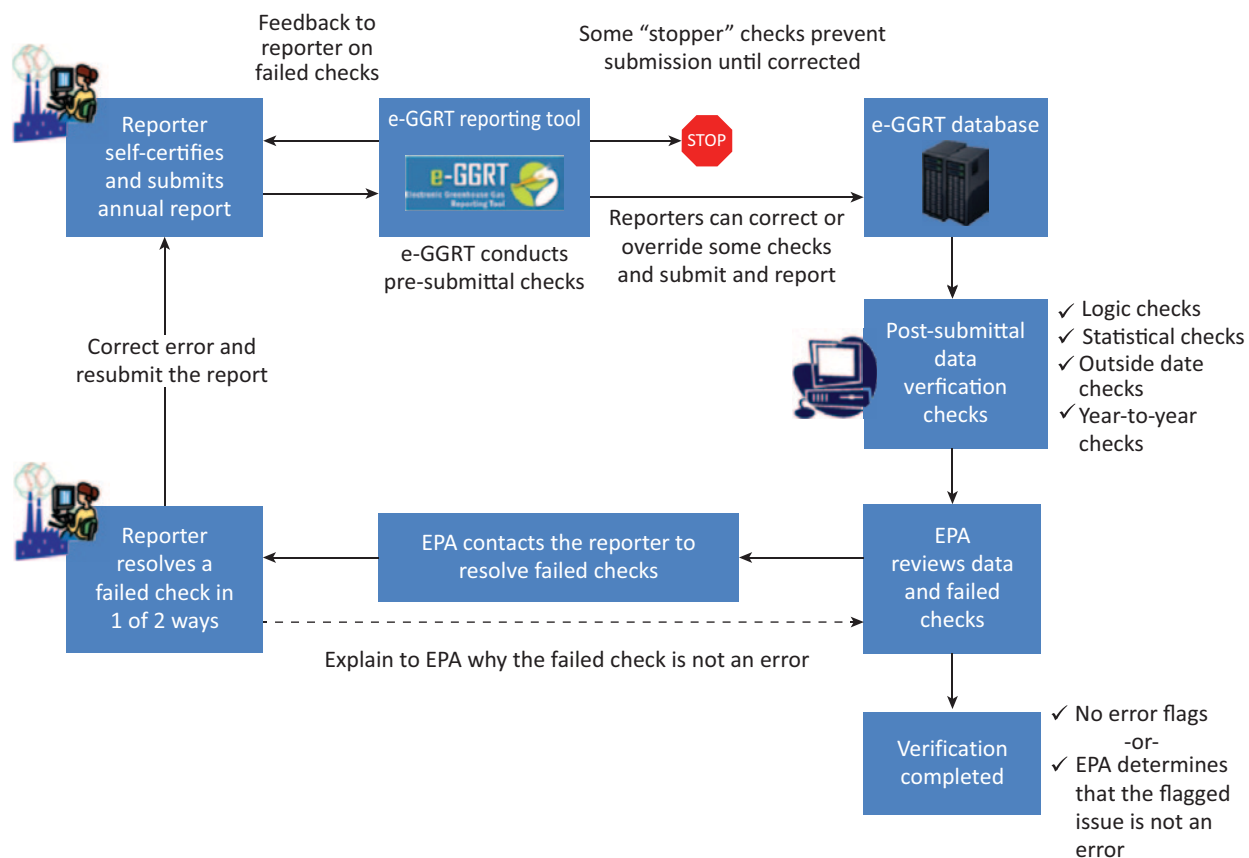 Feedback to
reporter on
failed checks
Some “stopper” checks prevent
submission until corrected
Reporter
self-certifies
and submits
annual report
e-GGRT reporting tool
e-GGRT
Electronic Greenhouse Gas
Reporting Tool
STOP
e-GGRT database
e-GGRT conducts
pre-submittal checks
Reporters can correct or
override some checks
and submit and report
Correct error and
resubmit the report
Post-submittal
data
verfication
checks
✓ Logic checks
✓ Statistical checks
✓ Outside date
checks
✓ Year-to-year
checks
Reporter
resolves a
failed check in
1 of 2 ways
EPA contacts the reporter to
resolve failed checks
EPA
reviews data
and failed
checks
Explain to EPA why the failed check is not an error
Verification
completed
✓ No error flags
-or-
✓ EPA determines
that the flagged
issue is not an
error